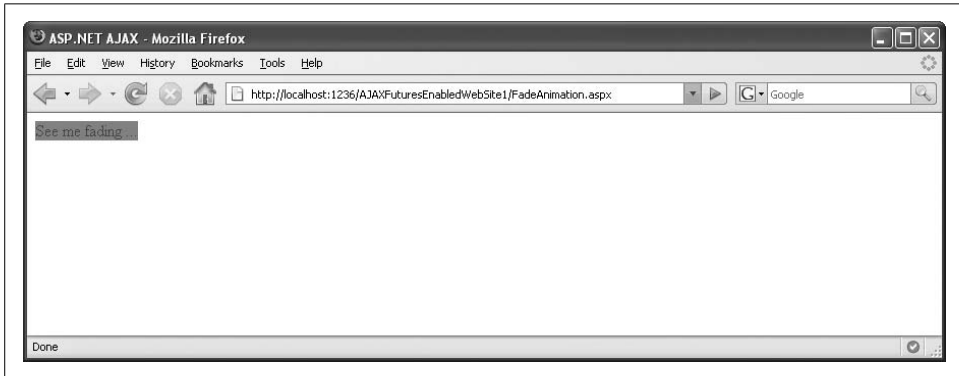 ASP.NET AJAX - Mozilla Firefox
File Edit View History Bookmarks Tools Help
http://localhost:1236/AJAXFuturesEnabledWebSite1/FadeAnimation.aspx G Google
See me fading ...
Done